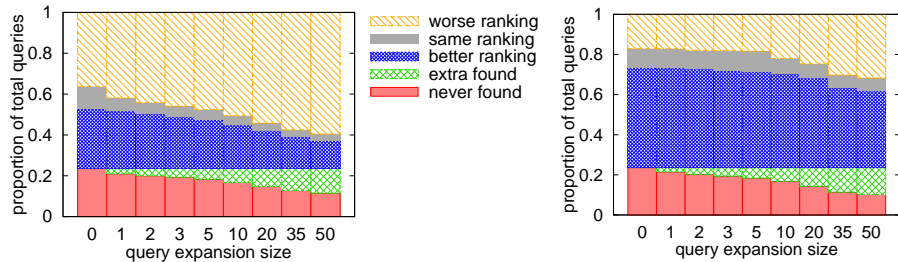 proportion of total queries
1
0.8
0.6
0.4
0.2
0
0 1 2 3 5 10 20 35 50
query expansion size
worse ranking
same ranking
better ranking
extra found
never found
proportion of total queries
1
0.8
0.6
0.4
0.2
0
0 1 2 3 5 10 20 35 50
query expansion size